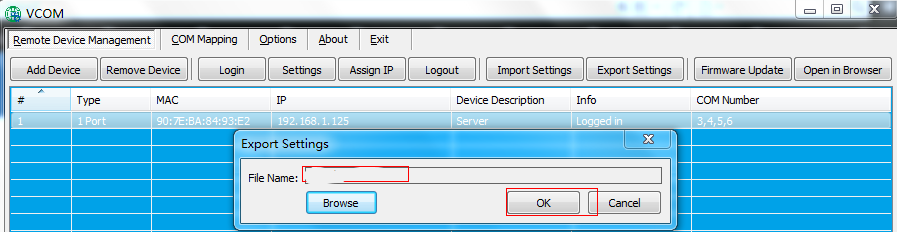 VCOM
Remote Device Management COM Mapping Options About Exit
Add Device Remove Device Login Settings Assign IP Logout Import Settings Export Settings Firmware Update Open in Browser
# Type MAC IP Device Description Info COM Number
1 1 Port 90:7E:BA:84:93:E2 192.168.1.125 Server Logged in 3,4,5,6
Export Settings
File Name:
Browse OK Cancel